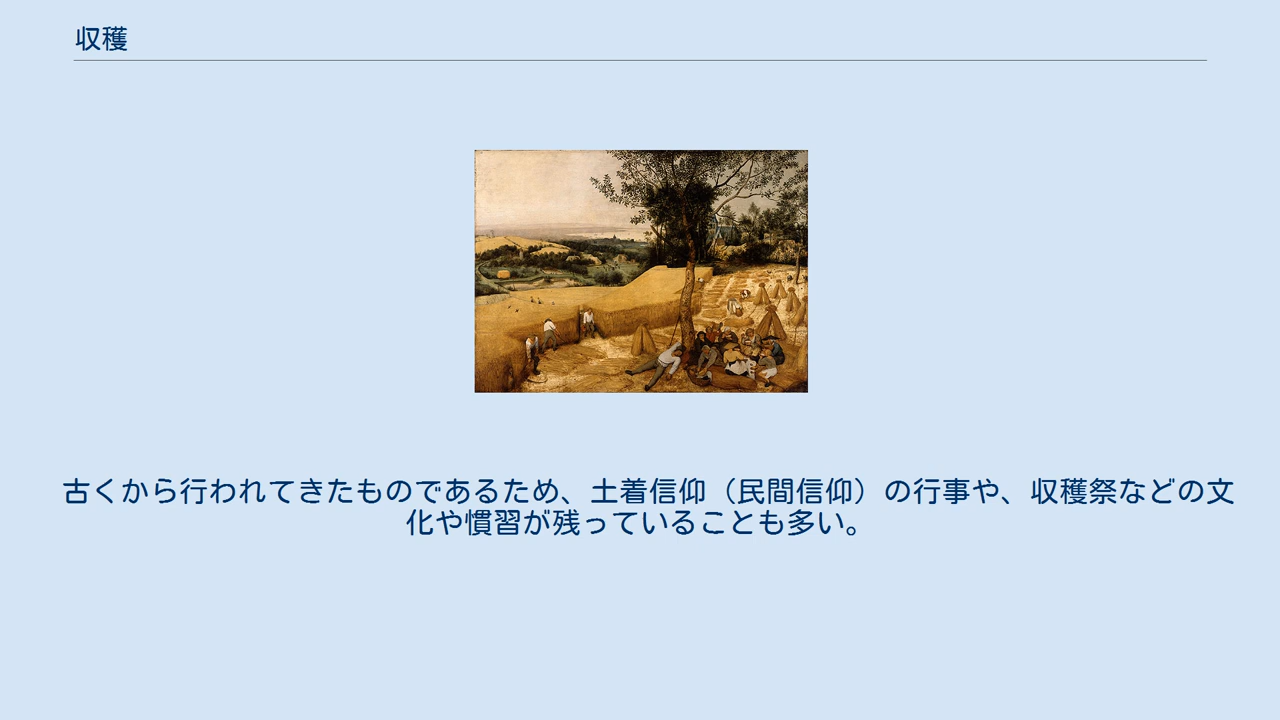 収穫
古くから行われてきたものであるため、土着信仰（民間信仰）の行事や、収穫祭などの文
化や慣習が残っていることも多い。